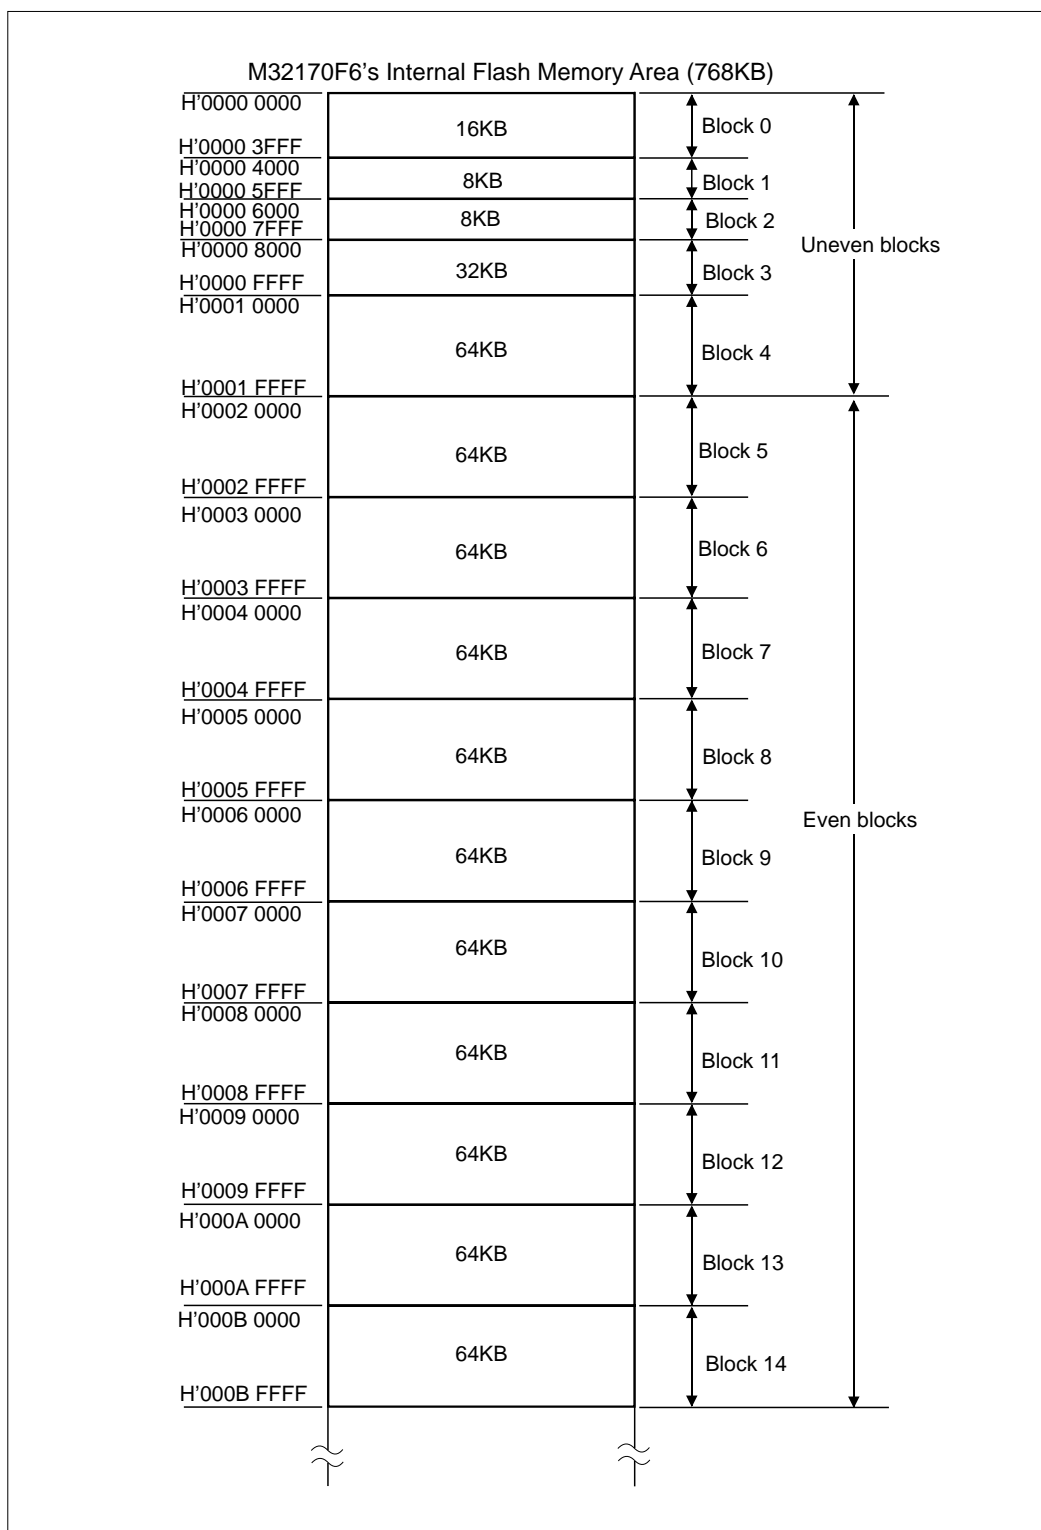 M32170F6's Internal Flash Memory Area (768KB)
H'0000 0000
16KB
Block 0
H'0000 3FFF
H'0000 4000
8KB
Block 1
H'0000 5FFF
H'0000 6000
8KB
Block 2
H'0000 7FFF
H'0000 8000
Uneven blocks
32KB
Block 3
H'0000 FFFF
H'0001 0000
64KB
Block 4
H'0001 FFFF
H'0002 0000
64KB
Block 5
H'0002 FFFF
H'0003 0000
64KB
Block 6
H'0003 FFFF
H'0004 0000
64KB
Block 7
H'0004 FFFF
H'0005 0000
64KB
Block 8
H'0005 FFFF
H'0006 0000
Even blocks
64KB
Block 9
H'0006 FFFF
H'0007 0000
64KB
Block 10
H'0007 FFFF
H'0008 0000
64KB
Block 11
H'0008 FFFF
H'0009 0000
64KB
Block 12
H'0009 FFFF
H'000A 0000
64KB
Block 13
H'000A FFFF
H'000B 0000
64KB
Block 14
H'000B FFFF